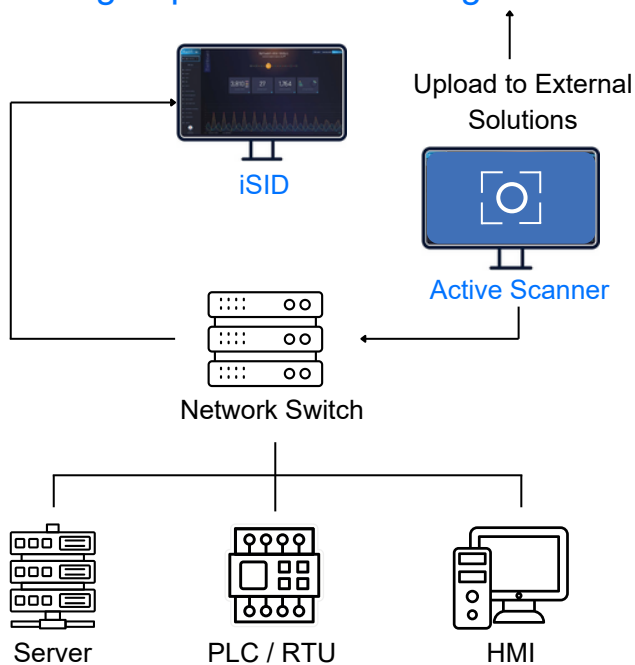 Upload to External
Solutions
iSID
Active Scanner
Network Switch
Server
PLC / RTU
HMI